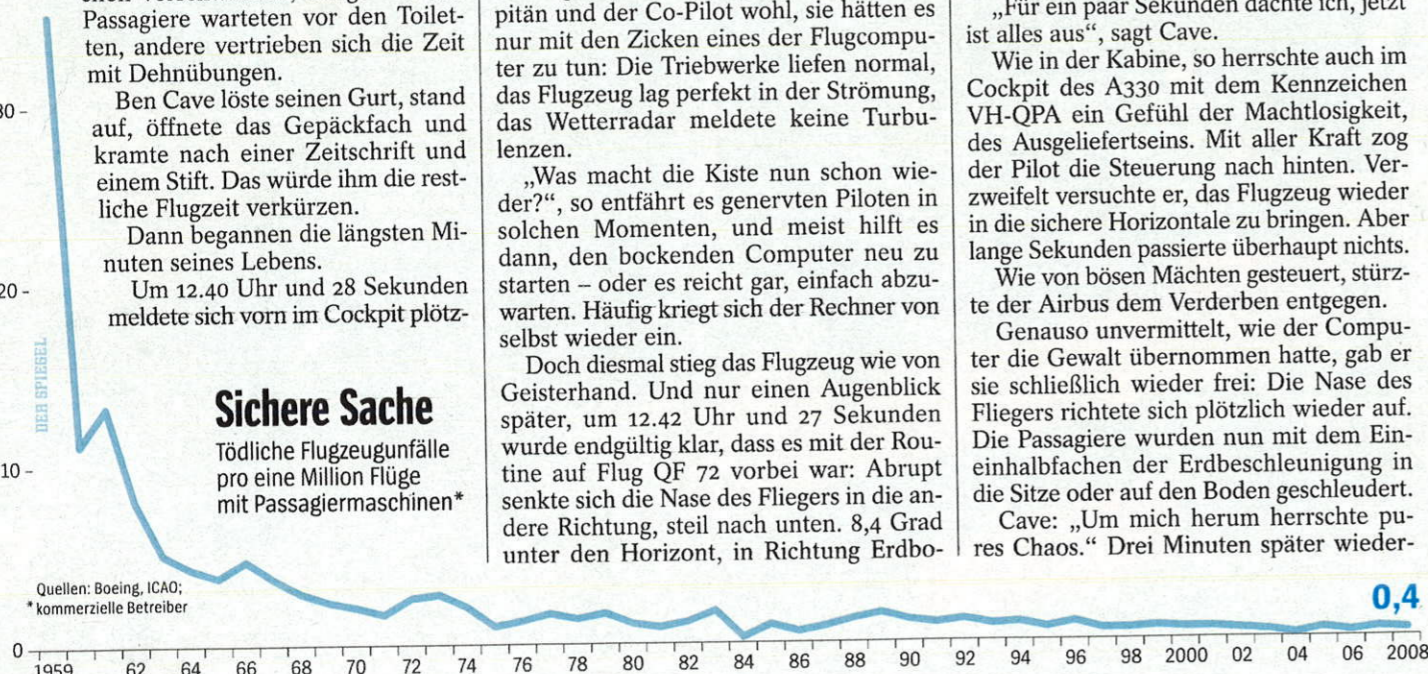 Passagiere warteten vor den Toilet-
ten, andere vertrieben sich die Zeit
mit Dehnübungen.
Ben Cave löste seinen Gurt, stand
auf, öffnete das Gepäckfach und
kramte nach einer Zeitschrift und
einem Stift. Das würde ihm die rest-
liche Flugzeit verkürzen.
Dann begannen die längsten Mi-
nuten seines Lebens.
Um 12.40 Uhr und 28 Sekunden
meldete sich vorn im Cockpit plötz-
pitän und der Co-Pilot wohl, sie hätten es
nur mit den Zicken eines der Flugcompu-
ter zu tun: Die Triebwerke liefen normal,
das Flugzeug lag perfekt in der Strömung,
das Wetterradar meldete keine Turbu-
lenzen.
„Was macht die Kiste nun schon wie-
der?“, so entfährt es genervten Piloten in
solchen Momenten, und meist hilft es
dann, den bockenden Computer neu zu
starten – oder es reicht gar, einfach abzu-
warten. Häufig kriegt sich der Rechner von
selbst wieder ein.
Doch diesmal stieg das Flugzeug wie von
Geisterhand. Und nur einen Augenblick
später, um 12.42 Uhr und 27 Sekunden
wurde endgültig klar, dass es mit der Rou-
tine auf Flug QF 72 vorbei war: Abrupt
senkte sich die Nase des Fliegers in die an-
dere Richtung, steil nach unten. 8,4 Grad
unter den Horizont, in Richtung Erdbo-
„Für ein paar Sekunden dachte ich, jetzt
ist alles aus“, sagt Cave.
Wie in der Kabine, so herrschte auch im
Cockpit des A330 mit dem Kennzeichen
VH-QPA ein Gefühl der Machtlosigkeit,
des Ausgeliefertseins. Mit aller Kraft zog
der Pilot die Steuerung nach hinten. Ver-
zweifelt versuchte er, das Flugzeug wieder
in die sichere Horizontale zu bringen. Aber
lange Sekunden passierte überhaupt nichts.
Wie von bösen Mächten gesteuert, stürz-
te der Airbus dem Verderben entgegen.
Genauso unvermittelt, wie der Compu-
ter die Gewalt übernommen hatte, gab er
sie schließlich wieder frei: Die Nase des
Fliegers richtete sich plötzlich wieder auf.
Die Passagiere wurden nun mit dem Ein-
einhalbfachen der Erdbeschleunigung in
die Sitze oder auf den Boden geschleudert.
Cave: „Um mich herum herrschte pu-
res Chaos.“ Drei Minuten später wieder-
DER SPIEGEL
Sichere Sache
Tödliche Flugzeugunfälle
pro eine Million Flüge
mit Passagiermaschinen*
30
20
10
0
Quellen: Boeing, ICAO;
* kommerzielle Betreiber
0,4
1959 62 64 66 68 70 72 74 76 78 80 82 84 86 88 90 92 94 96 98 2000 02 04 06 2008